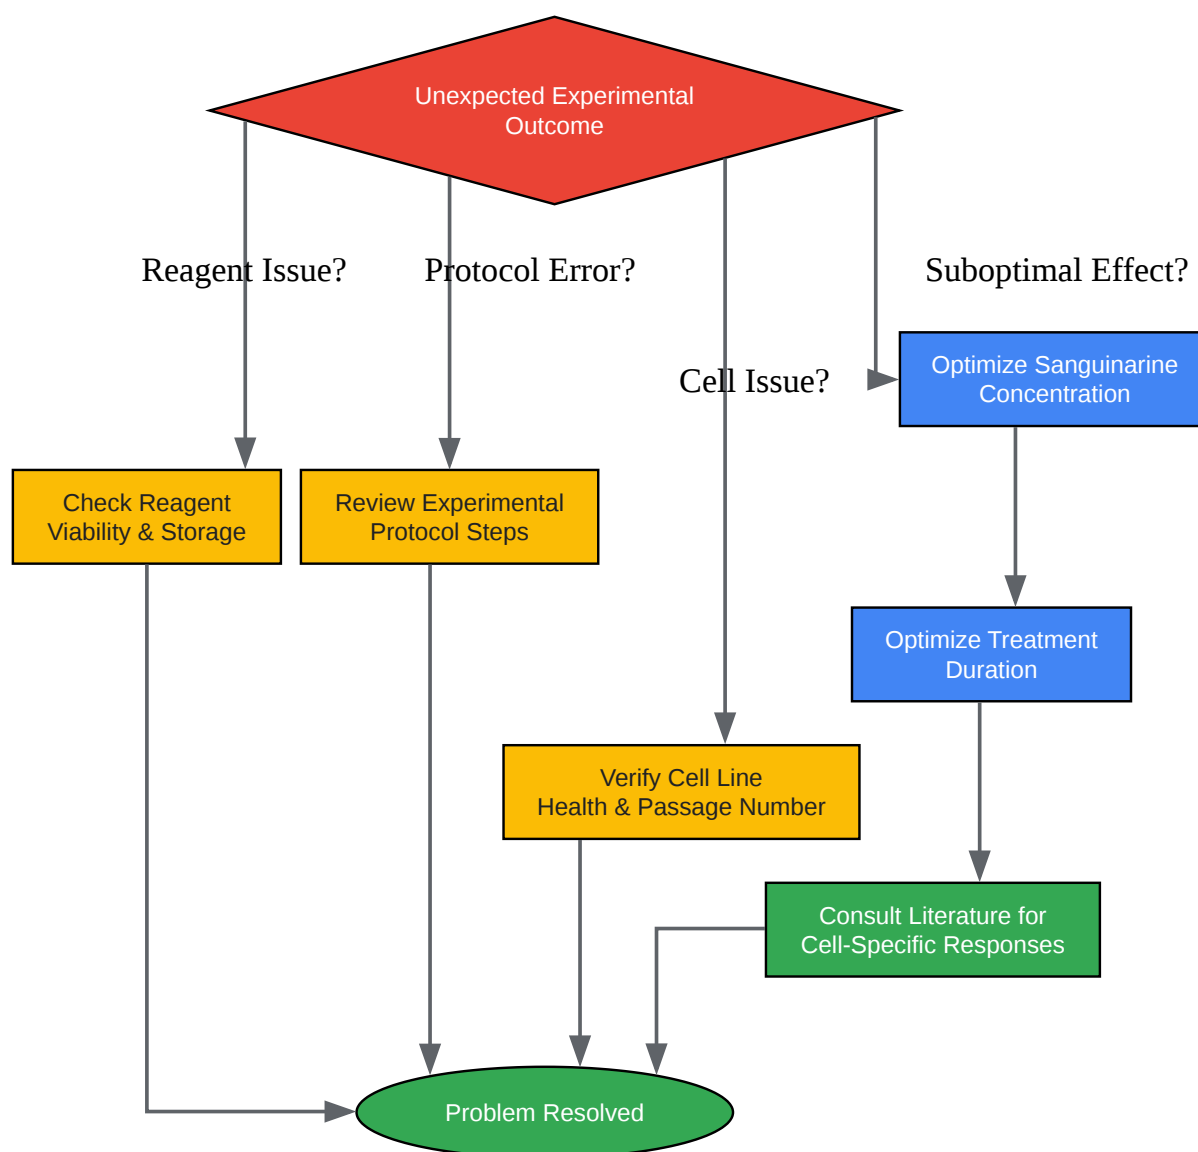 Unexpected Experimental
Outcome
Reagent Issue?
Protocol Error?
Suboptimal Effect?
Cell Issue?
Optimize Sanguinarine
Concentration
Check Reagent
Viability & Storage
Review Experimental
Protocol Steps
Optimize Treatment
Duration
Verify Cell Line
Health & Passage Number
Consult Literature for
Cell-Specific Responses
Problem Resolved